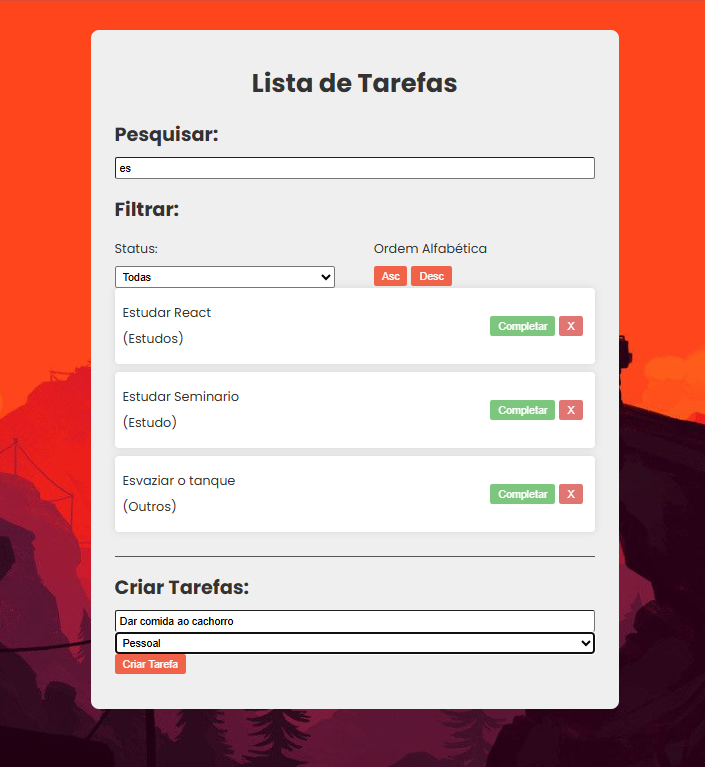 Lista de Tarefas
Pesquisar:
es
Filtrar:
Status:
Ordem Alfabética
Todas
Asc Desc
Estudar React
(Estudos)
Completar X
Estudar Seminario
(Estudo)
Completar X
Esvaziar o tanque
(Outros)
Completar X
Criar Tarefas:
Dar comida ao cachorro
Pessoal
Criar Tarefa